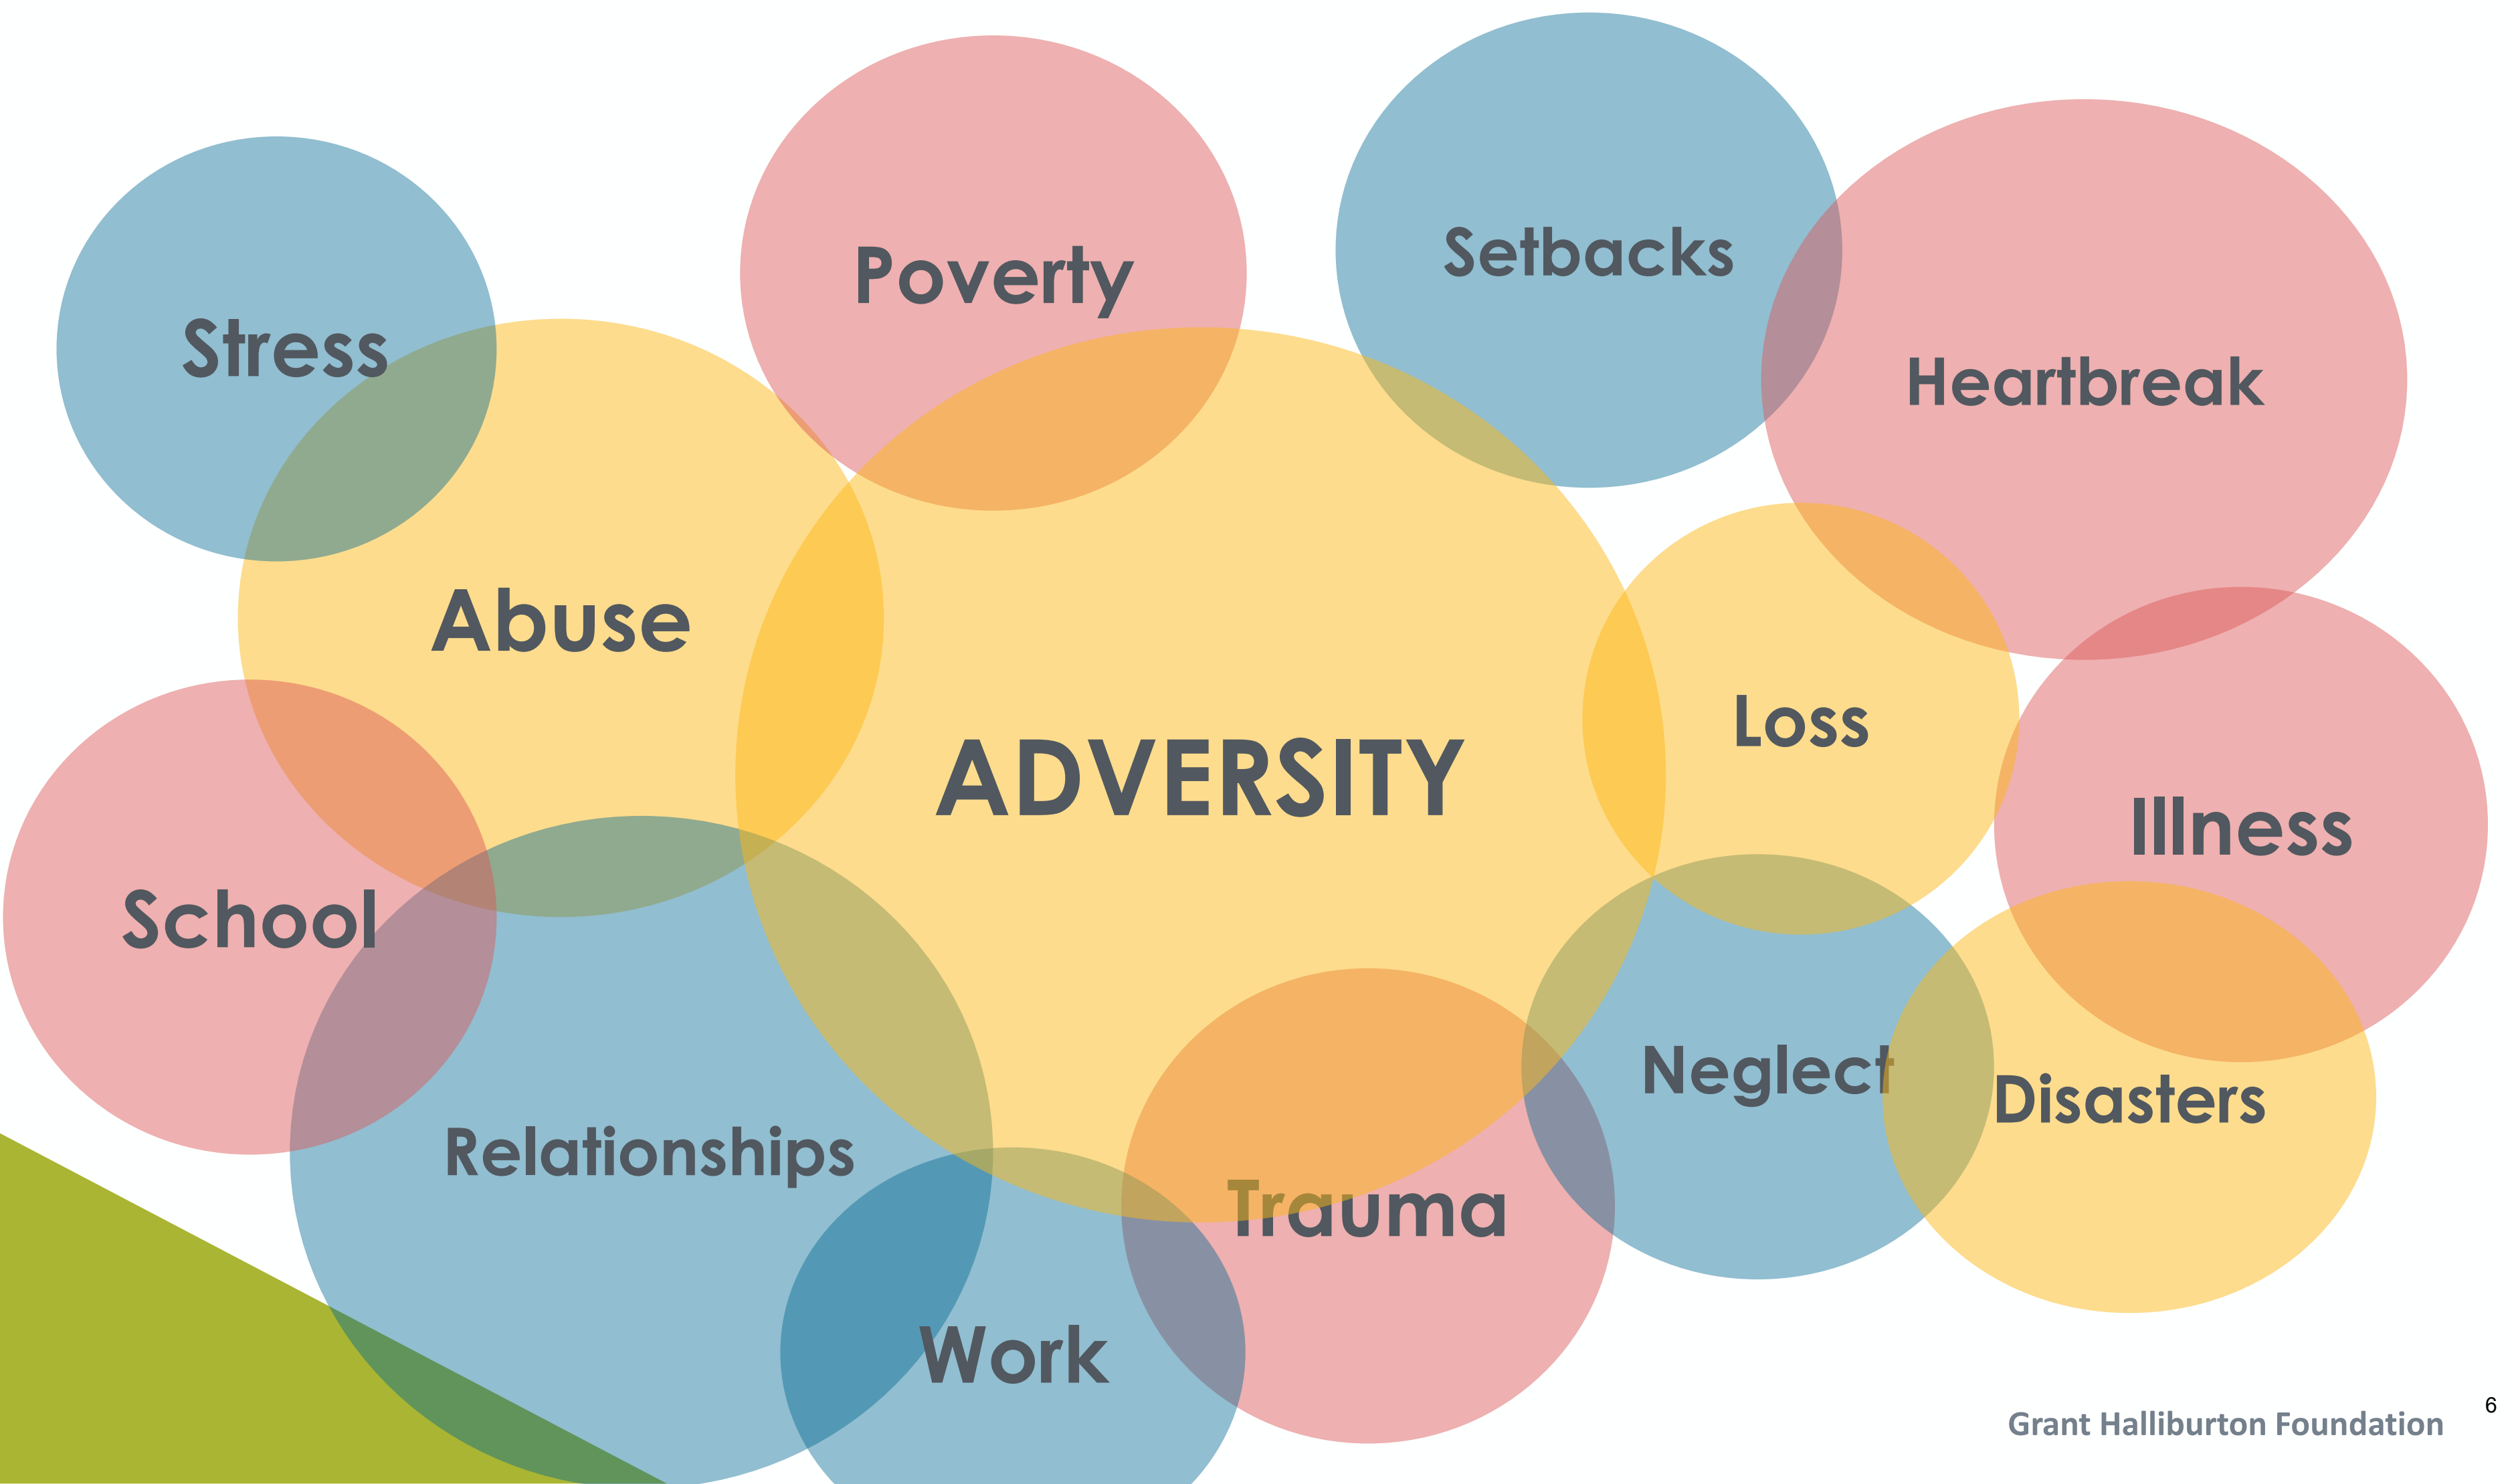 Setbacks
Poverty
Stress
Heartbreak
Abuse
Loss
ADVERSITY
Illness
School
Neglect
Disasters
Relationships
Trauma
Work
6
Grant Halliburton Foundation